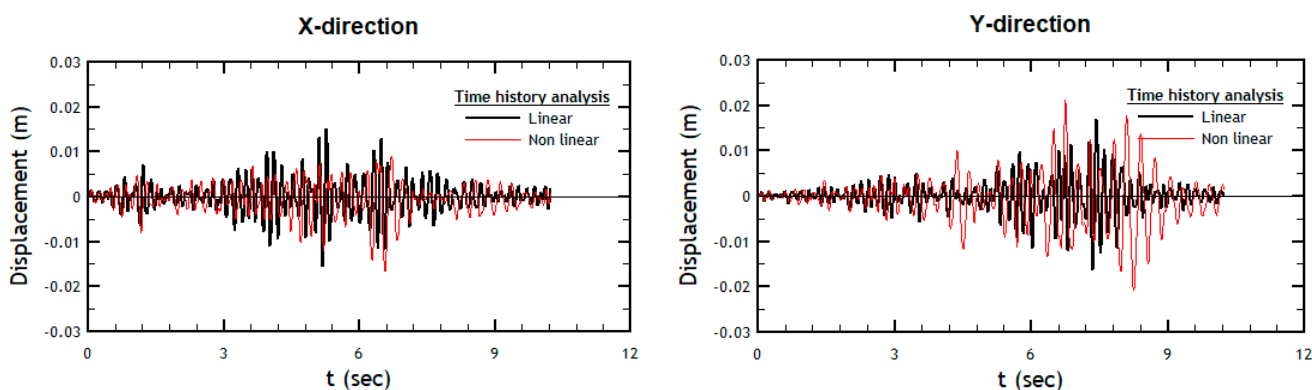 X-direction
0.03
0.02
0.01
0
-0.01
-0.02
-0.03
Displacement (m)
Time history analysis
Linear
Non linear
0
3
6
9
12
t (sec)
Y-direction
0.03
0.02
0.01
0
-0.01
-0.02
-0.03
Displacement (m)
Time history analysis
Linear
Non linear
0
3
6
9
12
t (sec)